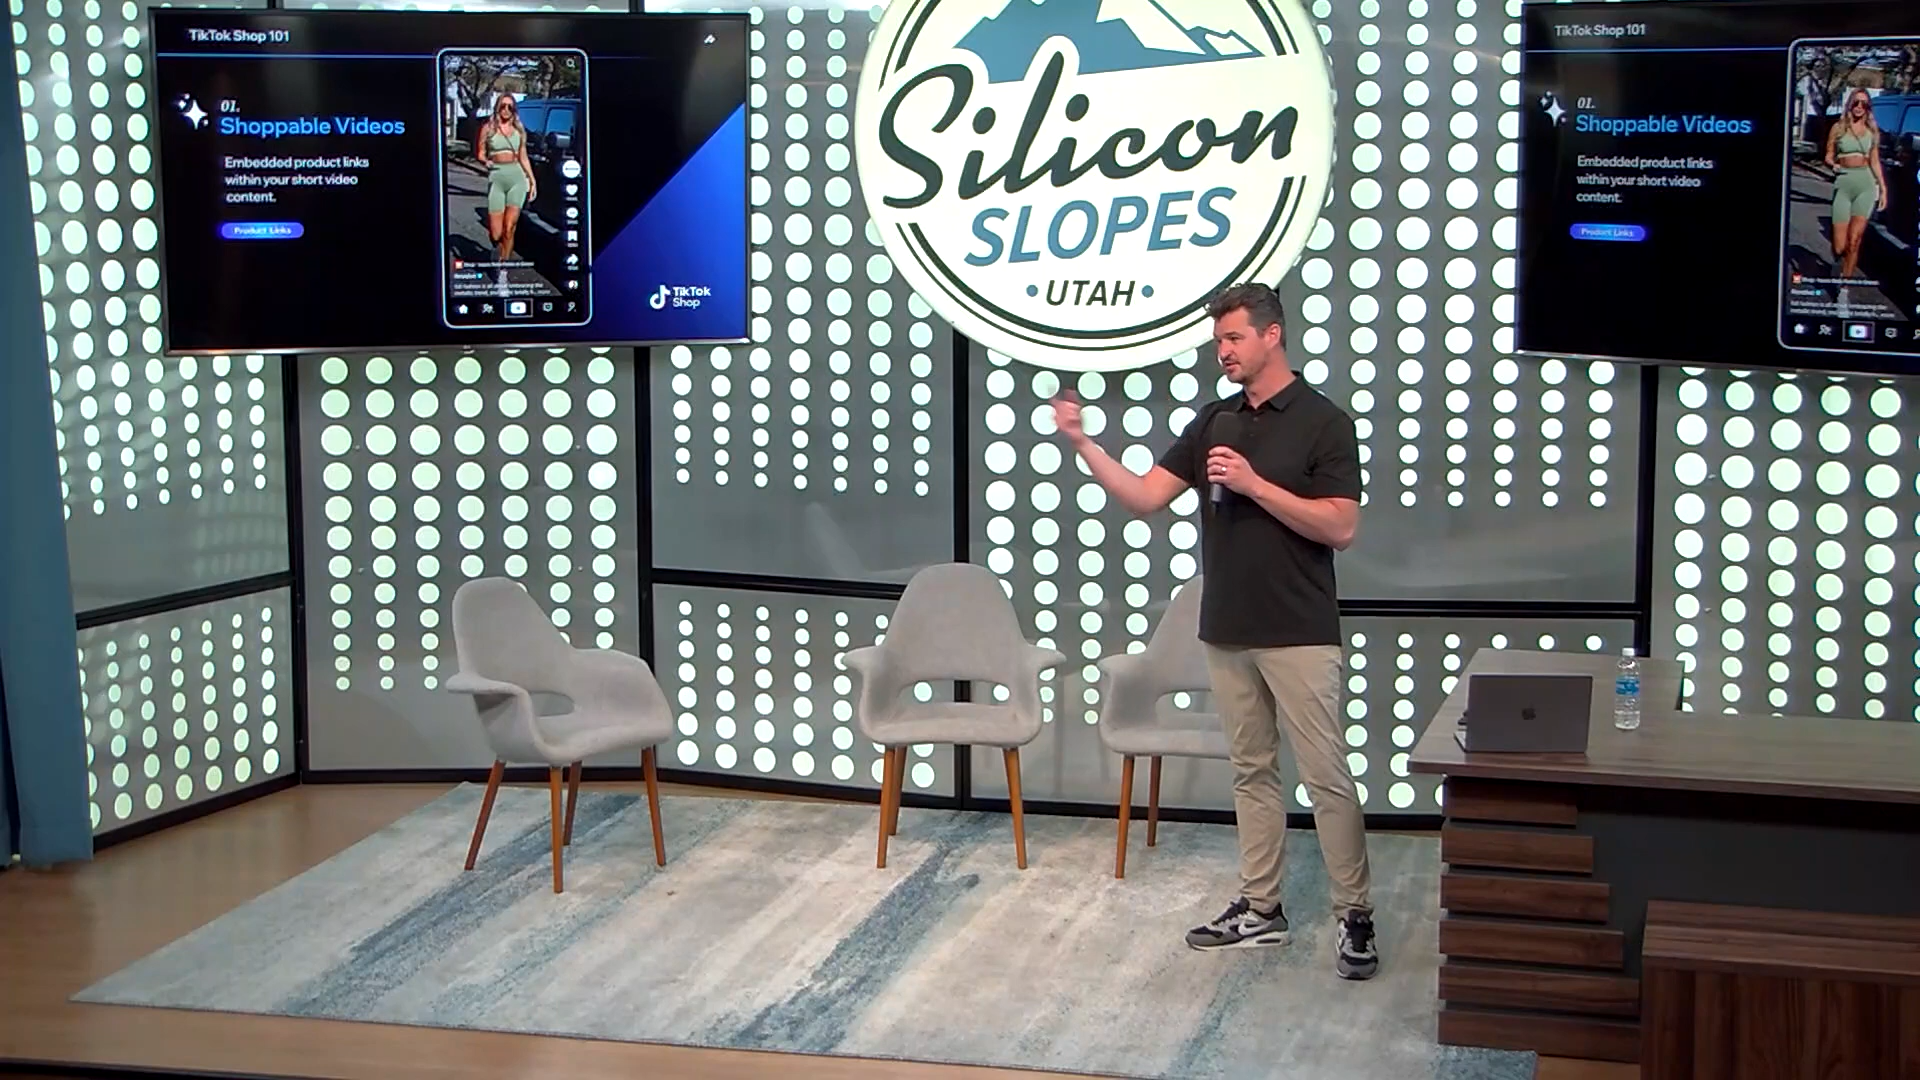 TikTok Shop 101
01.
Shoppable Videos
Embedded product links
within your short video
content.
Product Links
TikTok
Shop
Silicon
SLOPES
• UTAH •
TikTok Shop 101
01.
Shoppable Videos
Embedded product links
within your short video
content.
Product Links